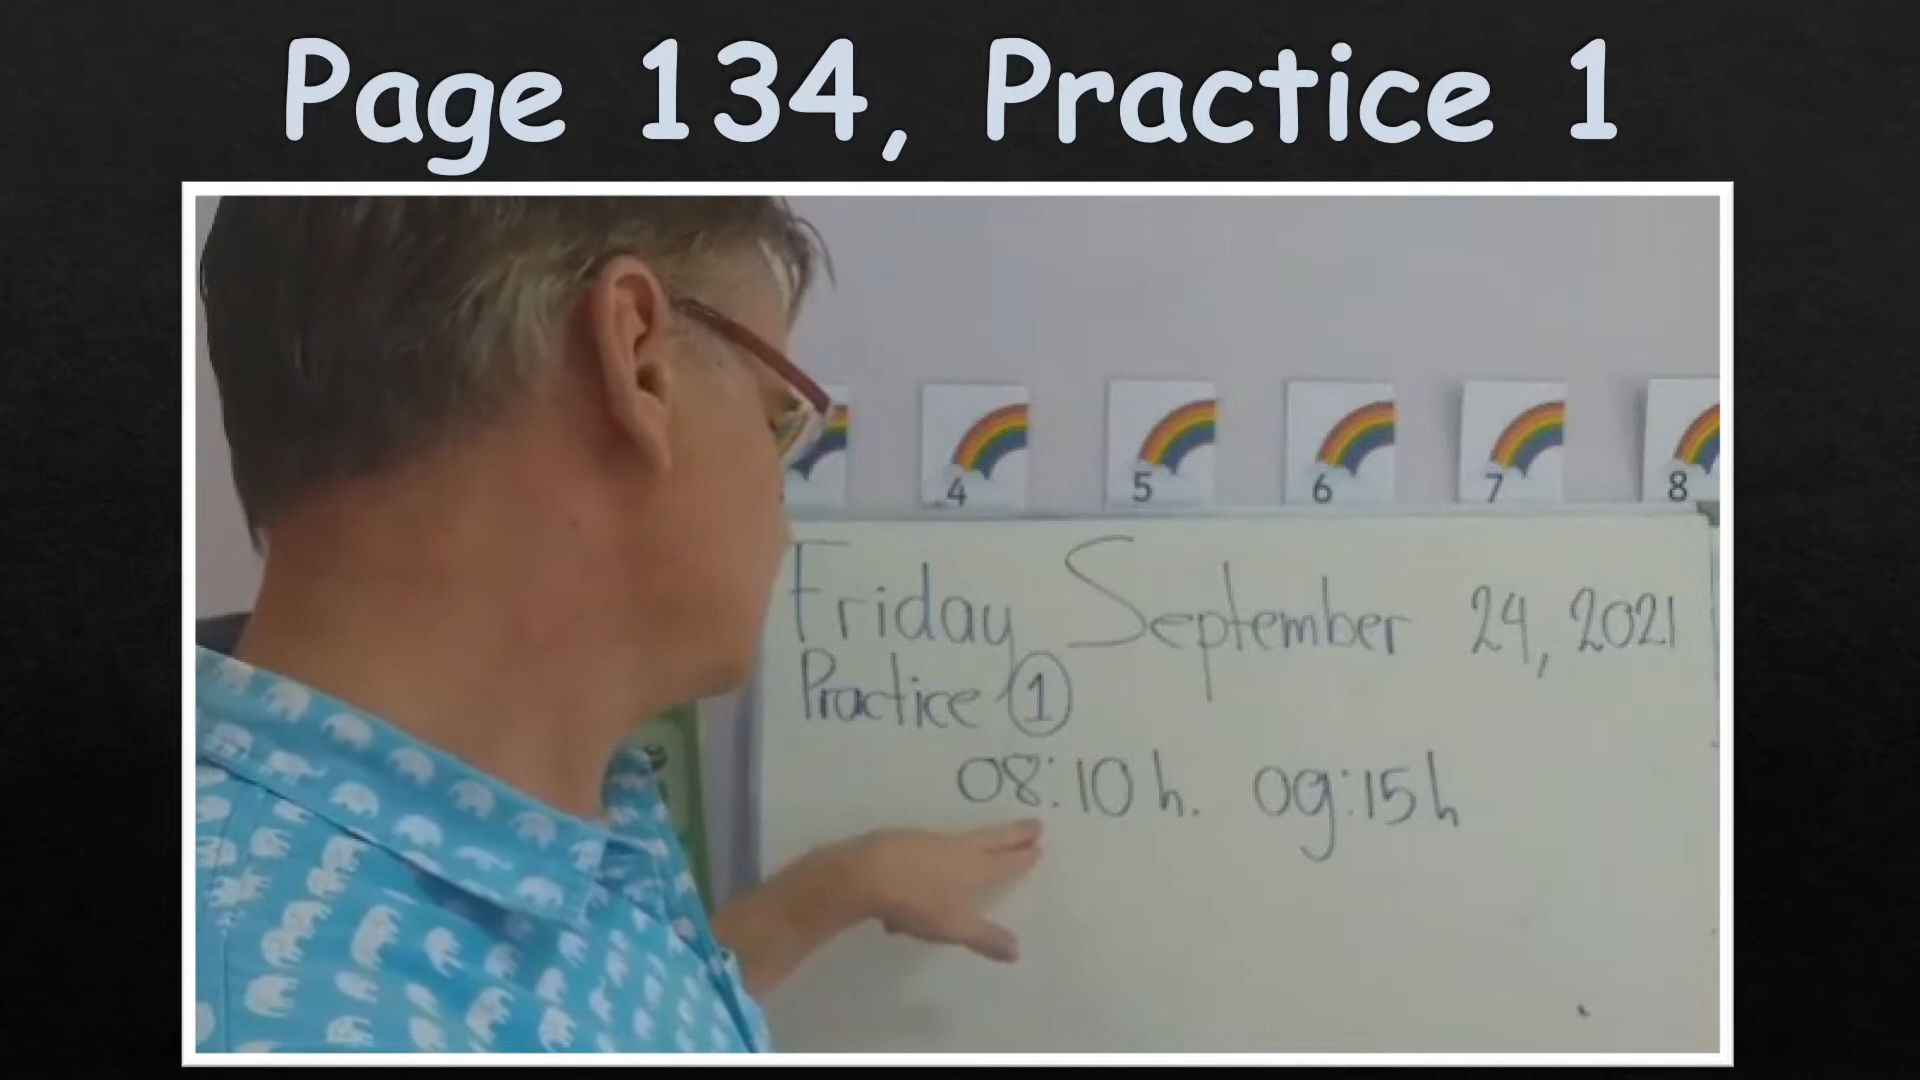 Page 134, Practice 1
4 5 6 7 8
Friday September 24, 2021
Practice 1
08:10 h. 09:15 h